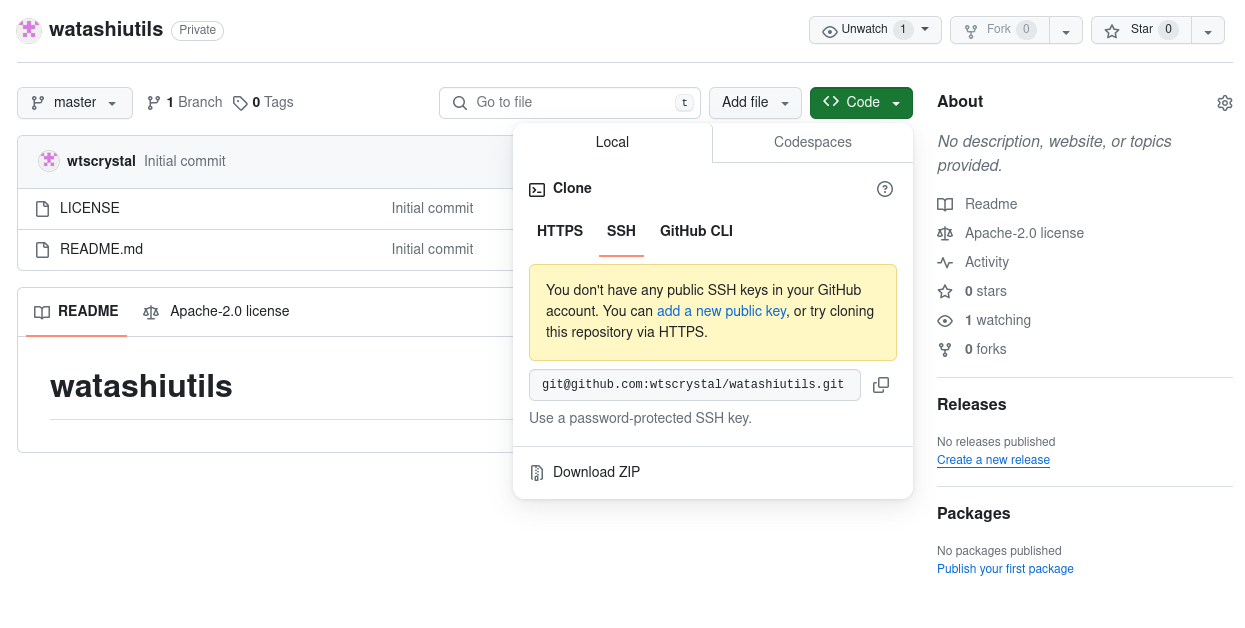 watashiutils Private
Unwatch 1
Fork 0
Star 0
master
1 Branch
0 Tags
Go to file t
Add file
Code
wtscrystal Initial commit
LICENSE Initial commit
README.md Initial commit
README
Apache-2.0 license
watashiutils
Local
Codespaces
Clone
HTTPS
SSH
GitHub CLI
You don't have any public SSH keys in your GitHub
account. You can add a new public key, or try cloning
this repository via HTTPS.
git@github.com:wtscrystal/watashiutils.git
Use a password-protected SSH key.
Download ZIP
About
No description, website, or topics
provided.
Readme
Apache-2.0 license
Activity
0 stars
1 watching
0 forks
Releases
No releases published
Create a new release
Packages
No packages published
Publish your first package